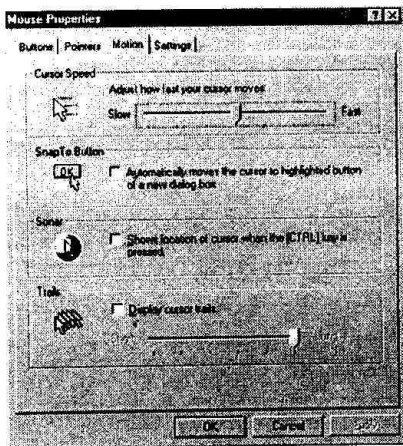 Mouse Properties
Buttons
Pointers
Motion
Settings
Cursor Speed
Adjust how fast your cursor moves
Slow
Fast
SnapTo Button
OK
Automatically moves the cursor to highlighted button
of a new dialog box
Sonar
Shows location of cursor when the [CTRL] key is
pressed.
Trails
Display cursor trails
OK
Cancel